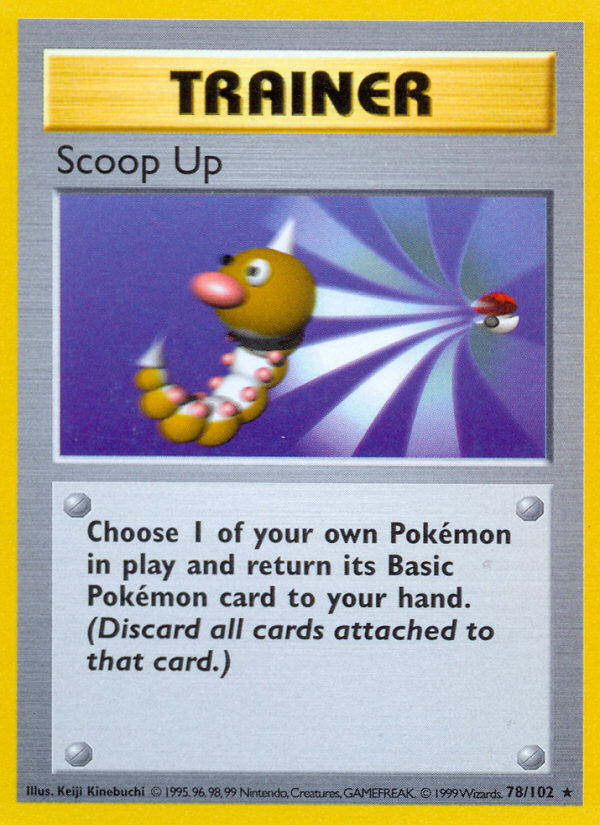 TRAINER
Scoop Up
Choose 1 of your own Pokémon
in play and return its Basic
Pokémon card to your hand.
(Discard all cards attached to
that card.)
Illus. Keiji Kinebuchi © 1995, 96, 98, 99 Nintendo, Creatures, GAMEFREAK. © 1999 Wizards. 78/102 ★